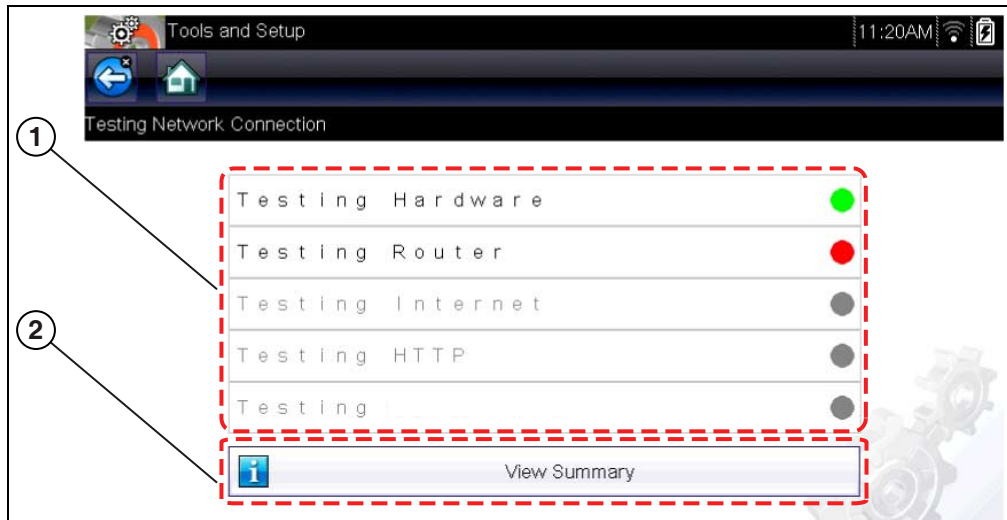 Tools and Setup
11:20AM
Testing Network Connection
1
Testing Hardware
Testing Router
Testing Internet
2
Testing HTTP
Testing
i View Summary